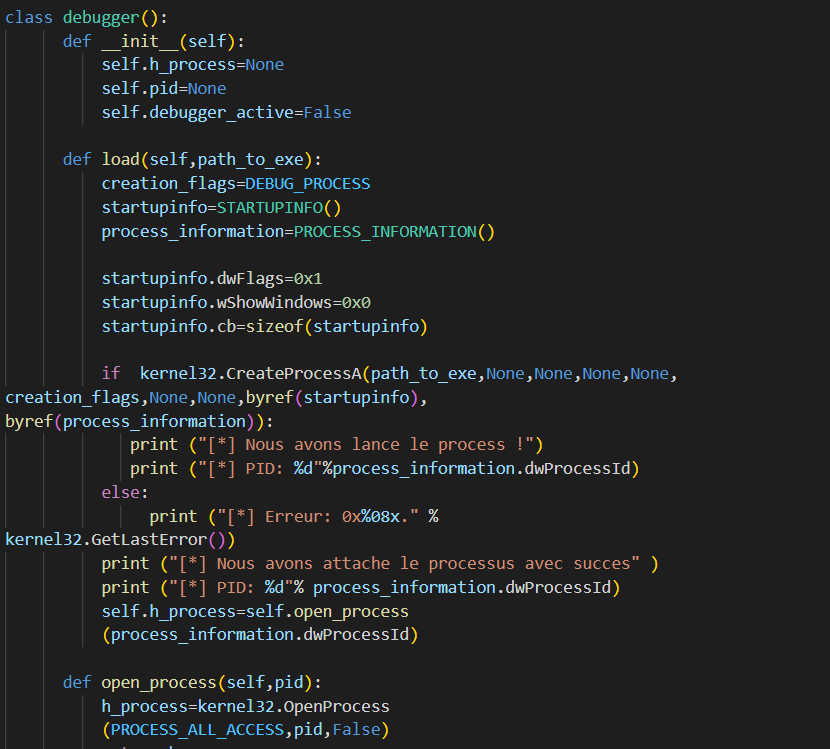 class debugger():
def __init__(self):
self.h_process=None
self.pid=None
self.debugger_active=False
def load(self,path_to_exe):
creation_flags=DEBUG_PROCESS
startupinfo=STARTUPINFO()
process_information=PROCESS_INFORMATION()
startupinfo.dwFlags=0x1
startupinfo.wShowWindows=0x0
startupinfo.cb=sizeof(startupinfo)
if  kernel32.CreateProcessA(path_to_exe,None,None,None,None,
creation_flags,None,None,byref(startupinfo),
byref(process_information)):
print ("[*] Nous avons lance le process !")
print ("[*] PID: %d"%process_information.dwProcessId)
else:
print ("[*] Erreur: 0x%08x." %
kernel32.GetLastError())
print ("[*] Nous avons attache le processus avec succes" )
print ("[*] PID: %d"% process_information.dwProcessId)
self.h_process=self.open_process
(process_information.dwProcessId)
def open_process(self,pid):
h_process=kernel32.OpenProcess
(PROCESS_ALL_ACCESS,pid,False)